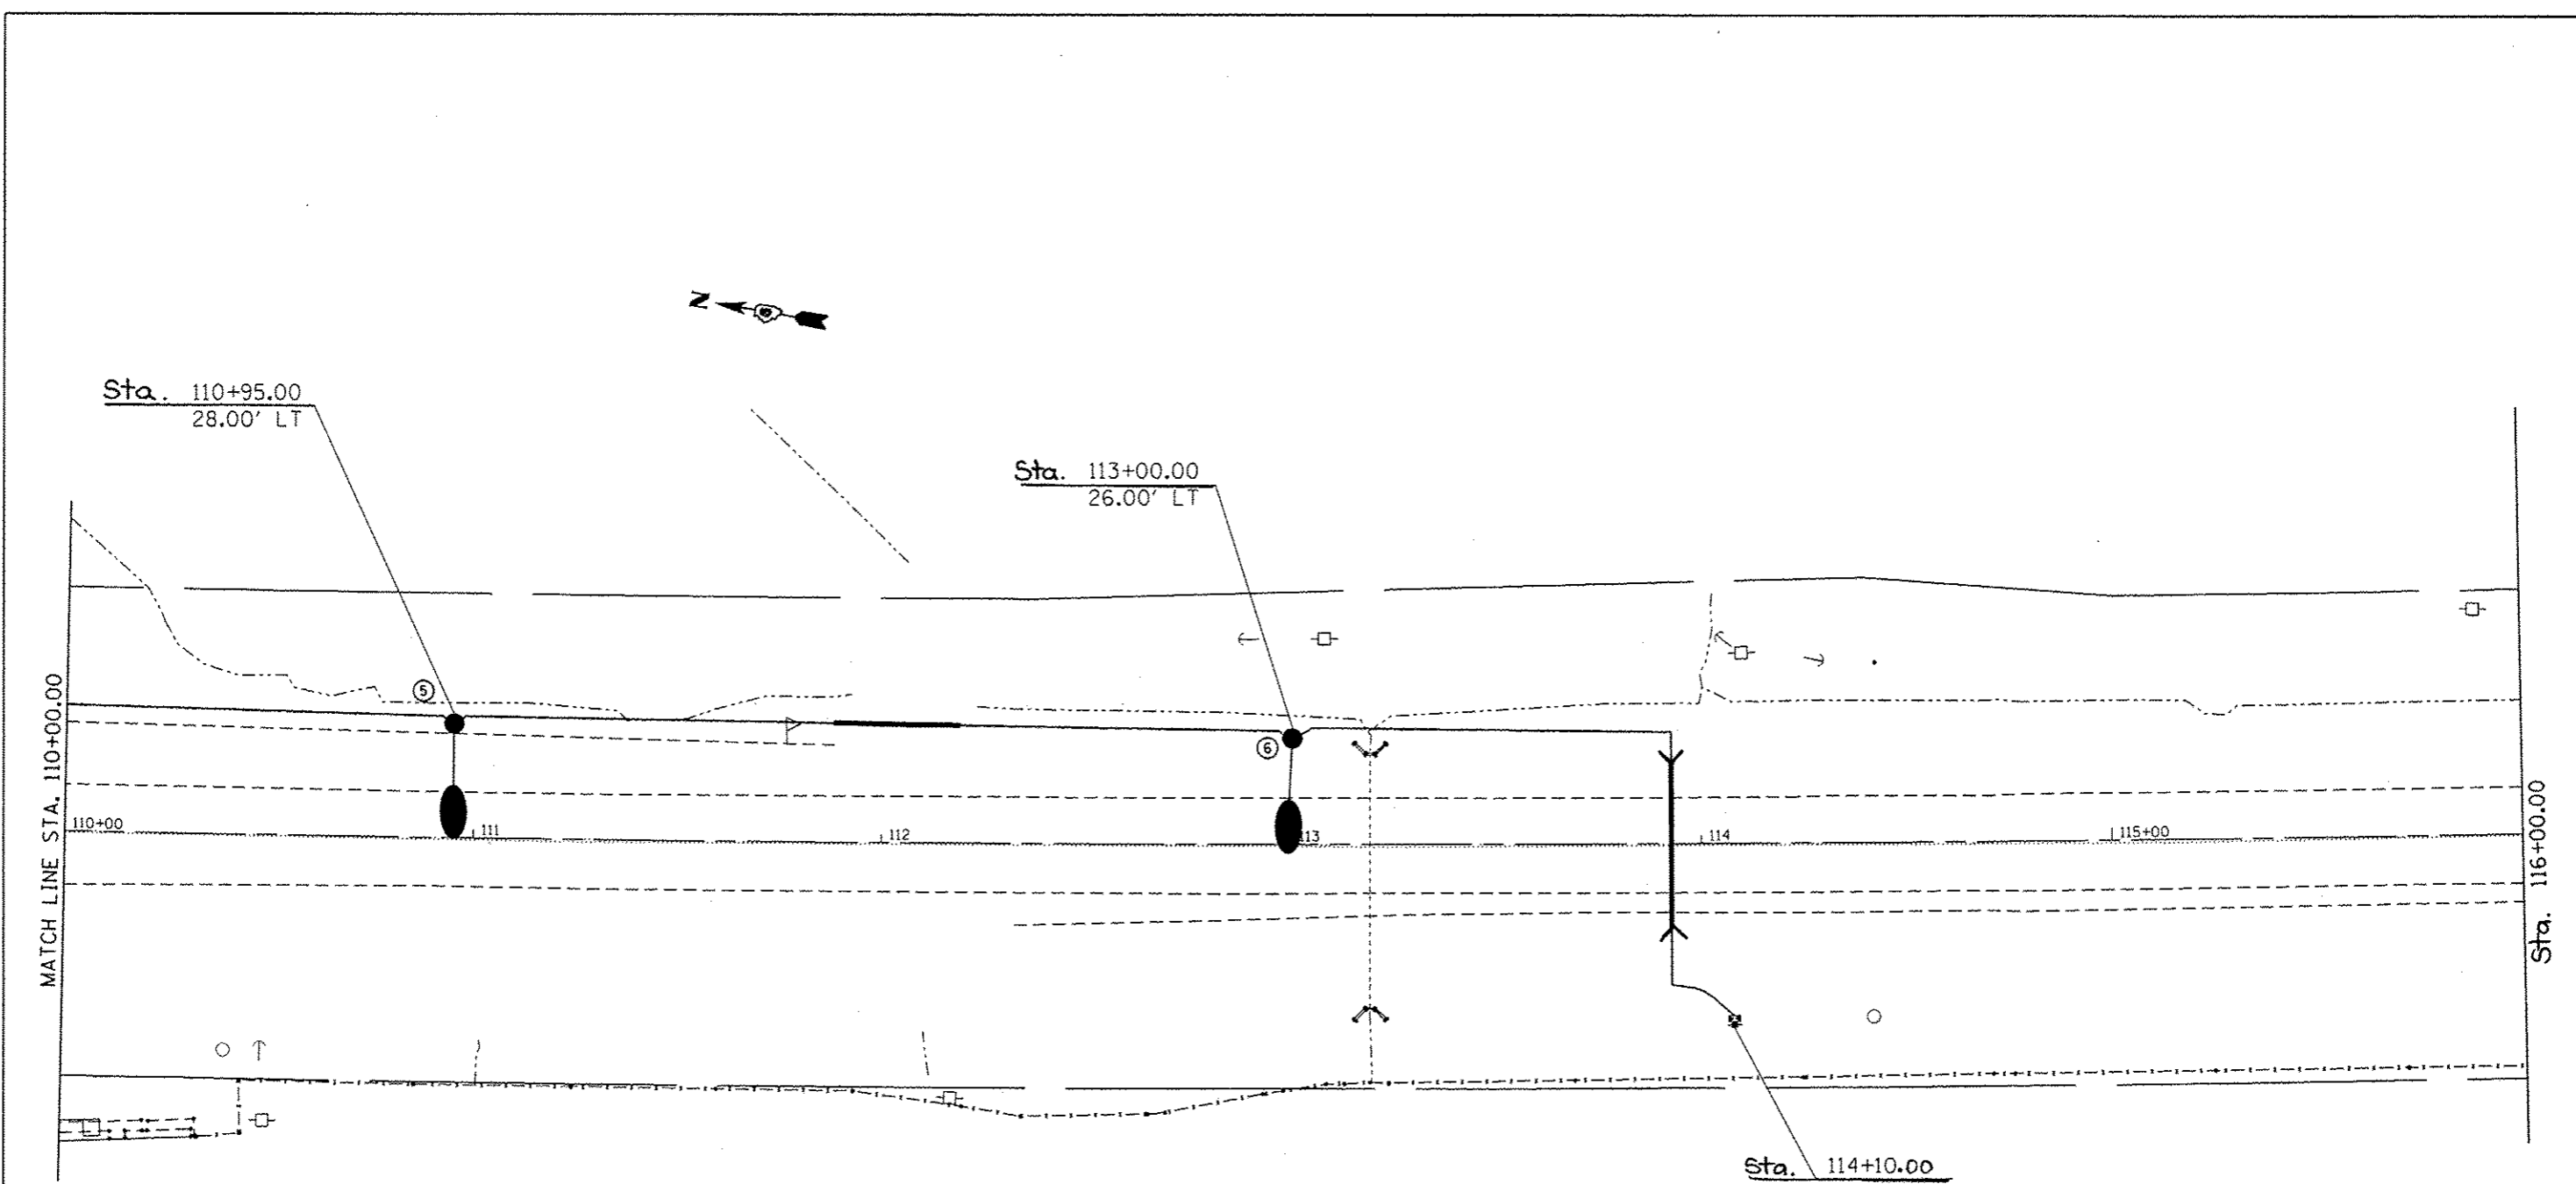 N
Sta. 110+95.00
28.00' LT
Sta. 113+00.00
26.00' LT
5
6
MATCH LINE STA. 110+00.00
110+00
111
112
113
114
115+00
Sta. 116+00.00
Sta. 114+10.00